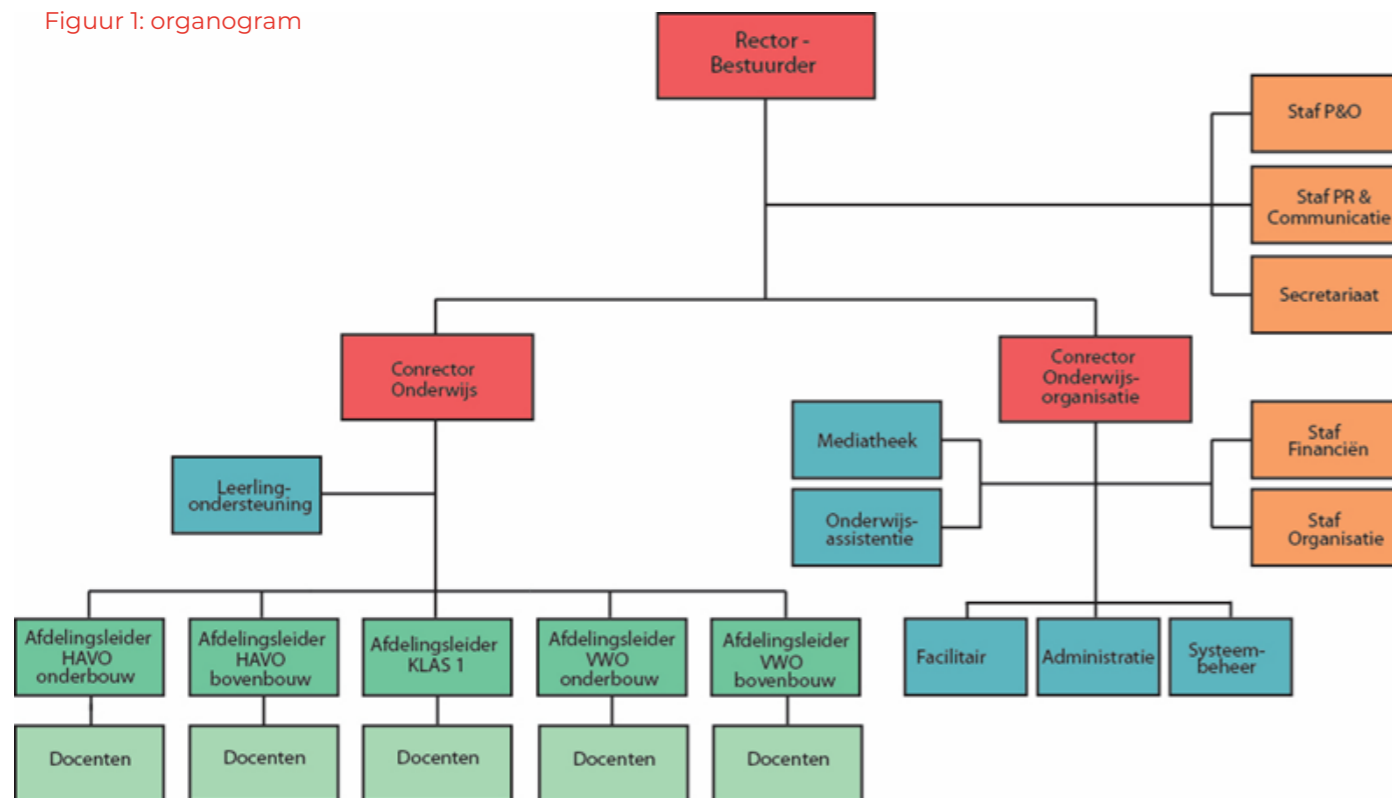 Figuur 1: organogram
Rector -
Bestuurder
Staf P&O
Staf PR &
Communicatie
Secretariaat
Conrector
Onderwijs
Conrector
Onderwijs-
organisatie
Leerling-
ondersteuning
Mediatheek
Onderwijs-
assistentie
Staf
Financiën
Staf
Organisatie
Afdelingsleider
HAVO
onderbouw
Afdelingsleider
HAVO
bovenbouw
Afdelingsleider
KLAS 1
Afdelingsleider
VWO
onderbouw
Afdelingsleider
VWO
bovenbouw
Facilitair
Administratie
Systeem-
beheer
Docenten
Docenten
Docenten
Docenten
Docenten